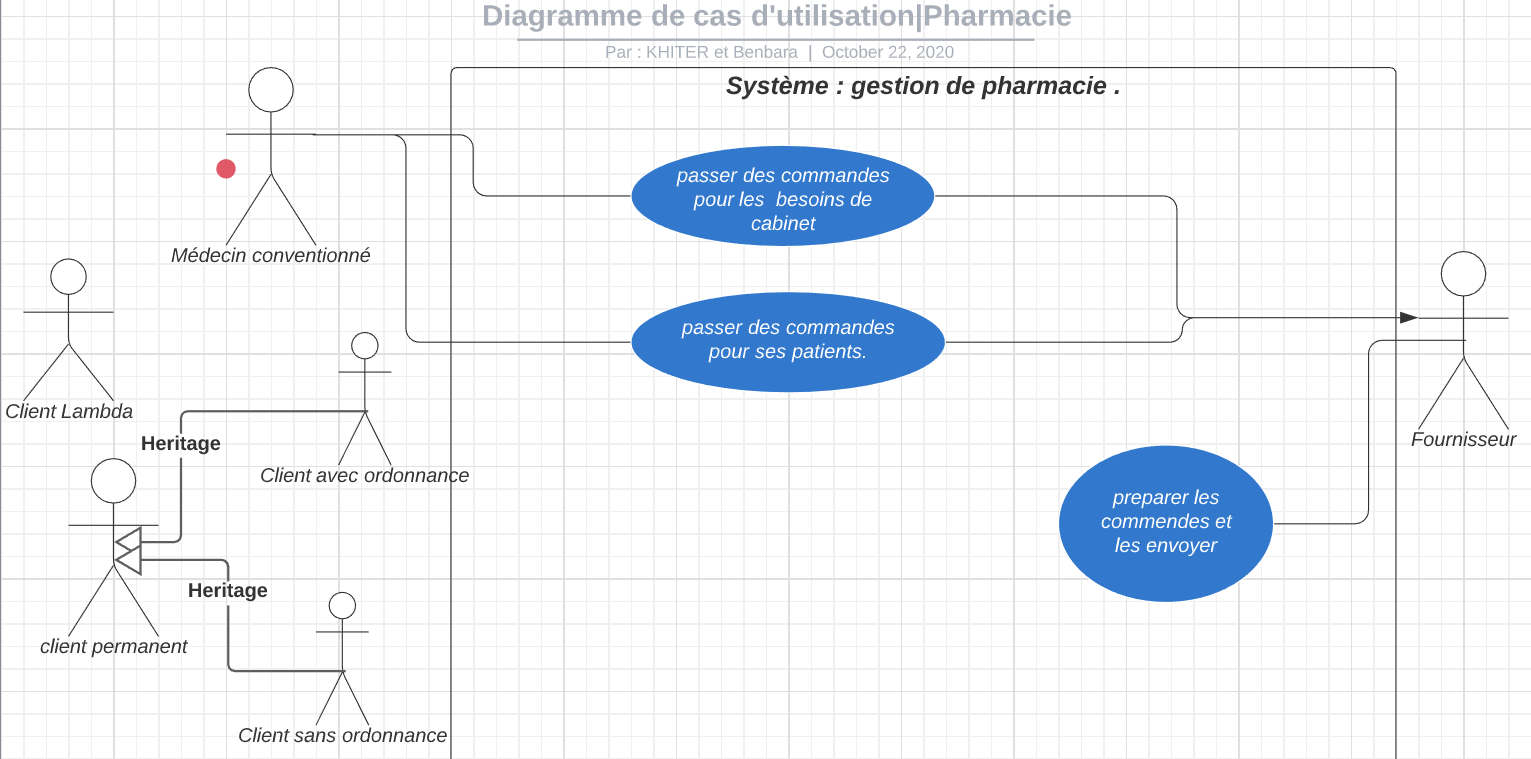 Diagramme de cas d'utilisation|Pharmacie
Par : KHITER et Benbara | October 22, 2020
Système : gestion de pharmacie .
passer des commandes
pour les  besoins de
cabinet
Médecin conventionné
passer des commandes
pour ses patients.
Client Lambda
Fournisseur
Heritage
Client avec ordonnance
preparer les
commendes et
les envoyer
Heritage
client permanent
Client sans ordonnance